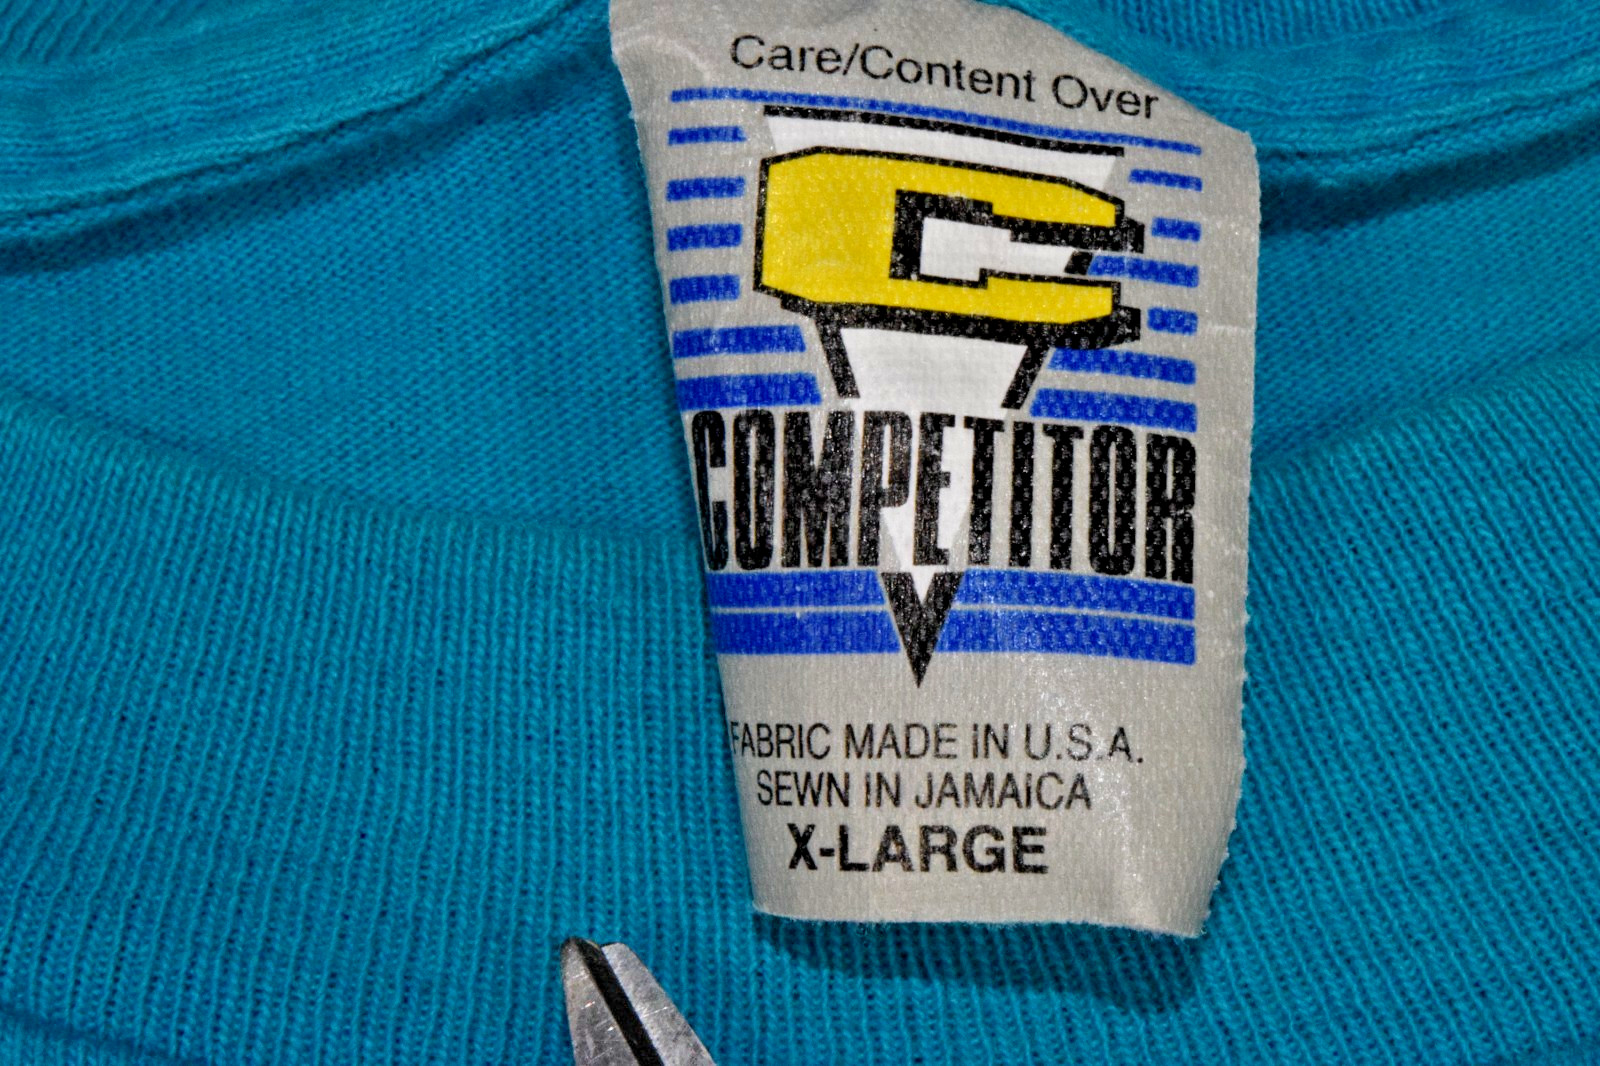 Care/Content Over
C
COMPETITOR
FABRIC MADE IN U.S.A.
SEWN IN JAMAICA
X-LARGE